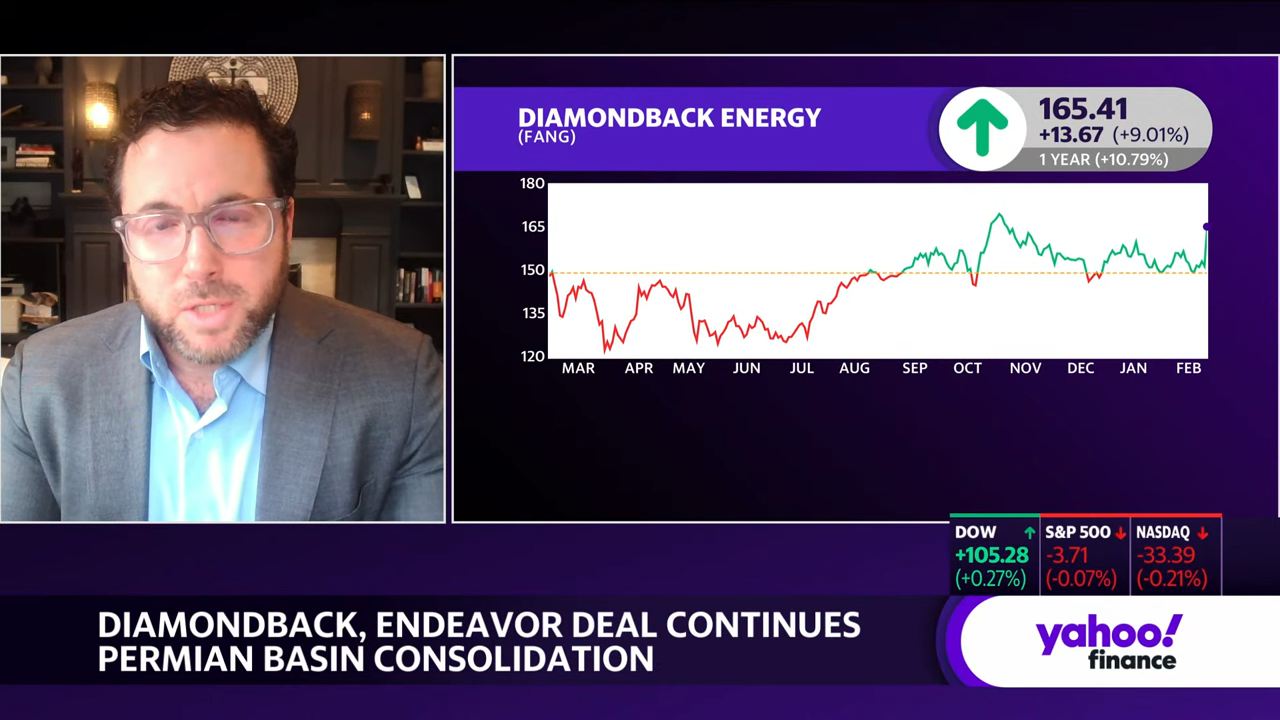 DIAMONDBACK ENERGY
(FANG)
165.41
+13.67 (+9.01%)
1 YEAR (+10.79%)
180
165
150
135
120
MAR APR MAY JUN JUL AUG SEP OCT NOV DEC JAN FEB
DOW
+105.28
(+0.27%)
S&P 500
-3.71
(-0.07%)
NASDAQ
-33.39
(-0.21%)
DIAMONDBACK, ENDEAVOR DEAL CONTINUES
PERMIAN BASIN CONSOLIDATION
yahoo!
finance